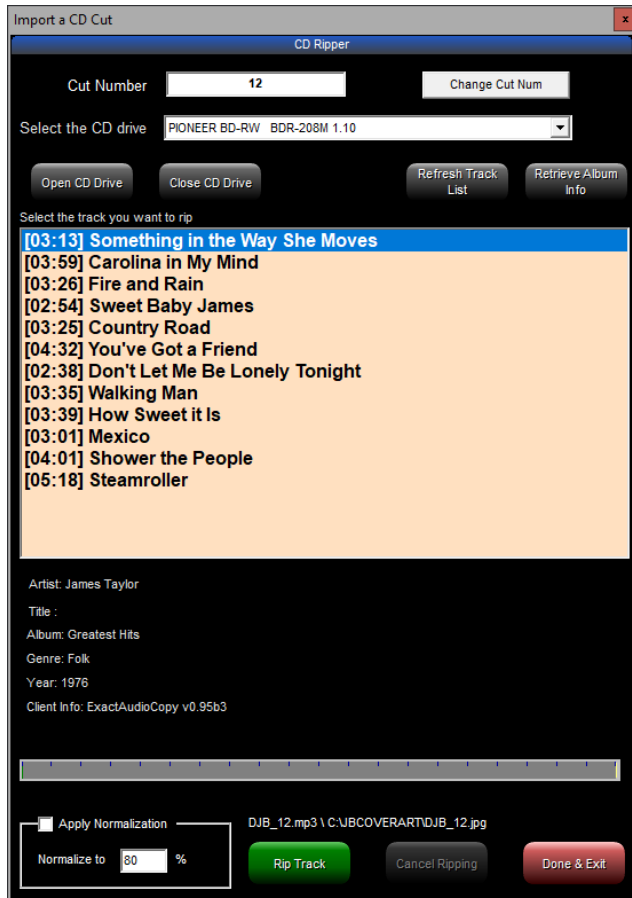 Import a CD Cut
x
CD Ripper
Cut Number
12
Change Cut Num
Select the CD drive
PIONEER BD-RW BDR-208M 1.10
Open CD Drive
Close CD Drive
Refresh Track
List
Retrieve Album
Info
Select the track you want to rip
[03:13] Something in the Way She Moves
[03:59] Carolina in My Mind
[03:26] Fire and Rain
[02:54] Sweet Baby James
[03:25] Country Road
[04:32] You've Got a Friend
[02:38] Don't Let Me Be Lonely Tonight
[03:35] Walking Man
[03:39] How Sweet it Is
[03:01] Mexico
[04:01] Shower the People
[05:18] Steamroller
Artist: James Taylor
Title :
Album: Greatest Hits
Genre: Folk
Year: 1976
Client Info: ExactAudioCopy v0.95b3
Apply Normalization
DJB_12.mp3 \ C:\JBCOVERART\DJB_12.jpg
Normalize to
80
%
Rip Track
Cancel Ripping
Done & Exit